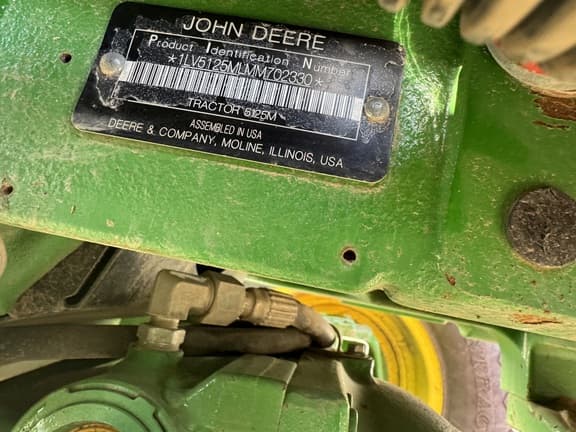 JOHN DEERE
Product Identification Number
*1LV5125MLMM702330*
TRACTOR 5125M
ASSEMBLED IN USA
DEERE & COMPANY, MOLINE, ILLINOIS, USA